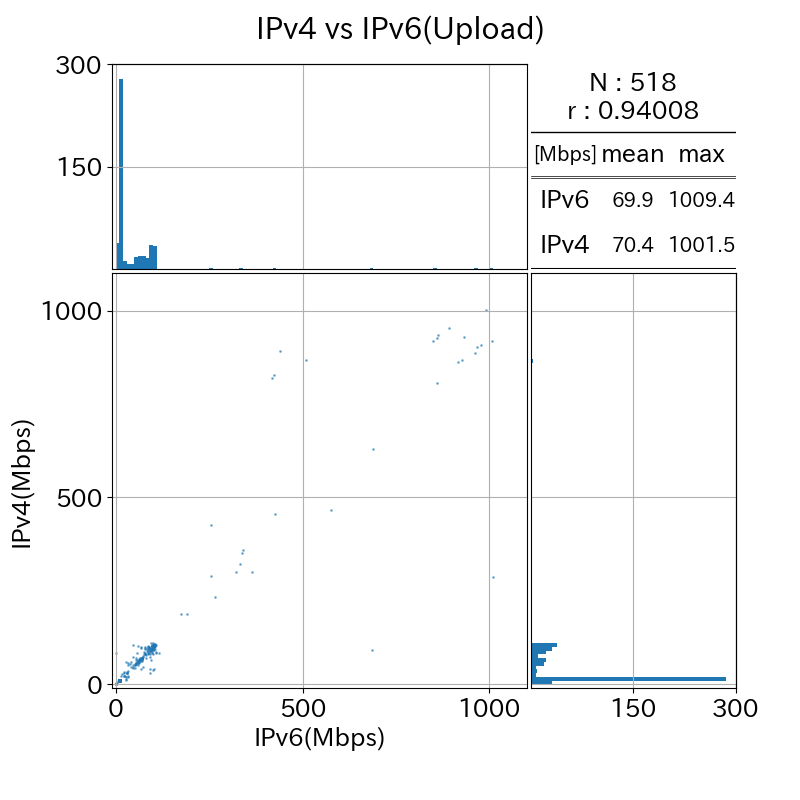 IPv4 vs IPv6(Upload)
300
150
N : 518
r : 0.94008
[Mbps] mean max
IPv6 69.9 1009.4
IPv4 70.4 1001.5
1000
500
0
IPv4(Mbps)
0 500 1000
150 300
IPv6(Mbps)